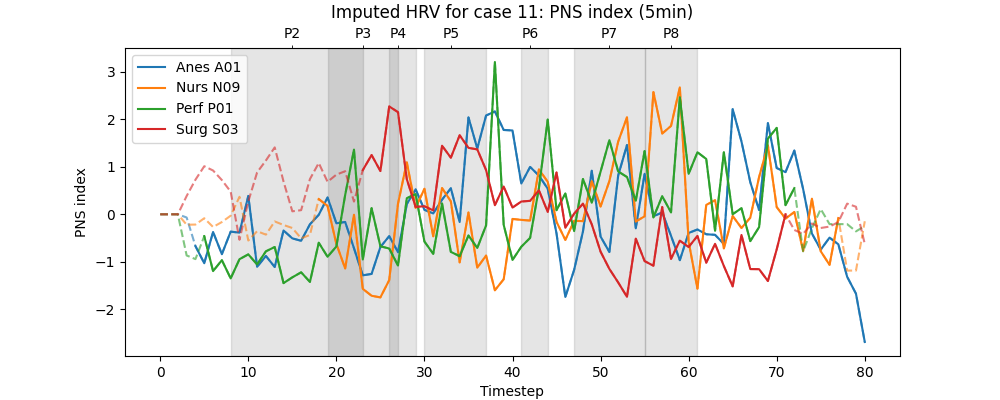 Imputed HRV for case 11: PNS index (5min)
P2 P3 P4 P5 P6 P7 P8
Anes A01
Nurs N09
Perf P01
Surg S03
PNS index
3
2
1
0
−1
−2
0 10 20 30 40 50 60 70 80
Timestep